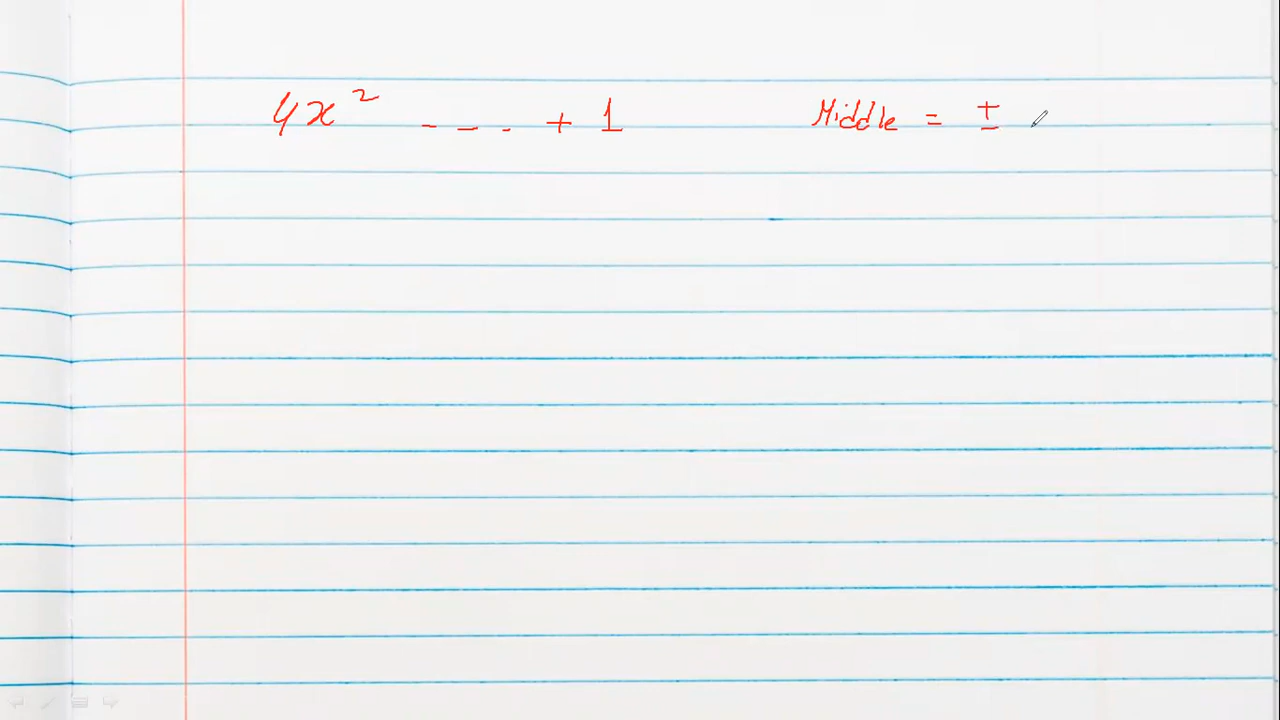 4x² _ _ _ + 1 Middle = ±